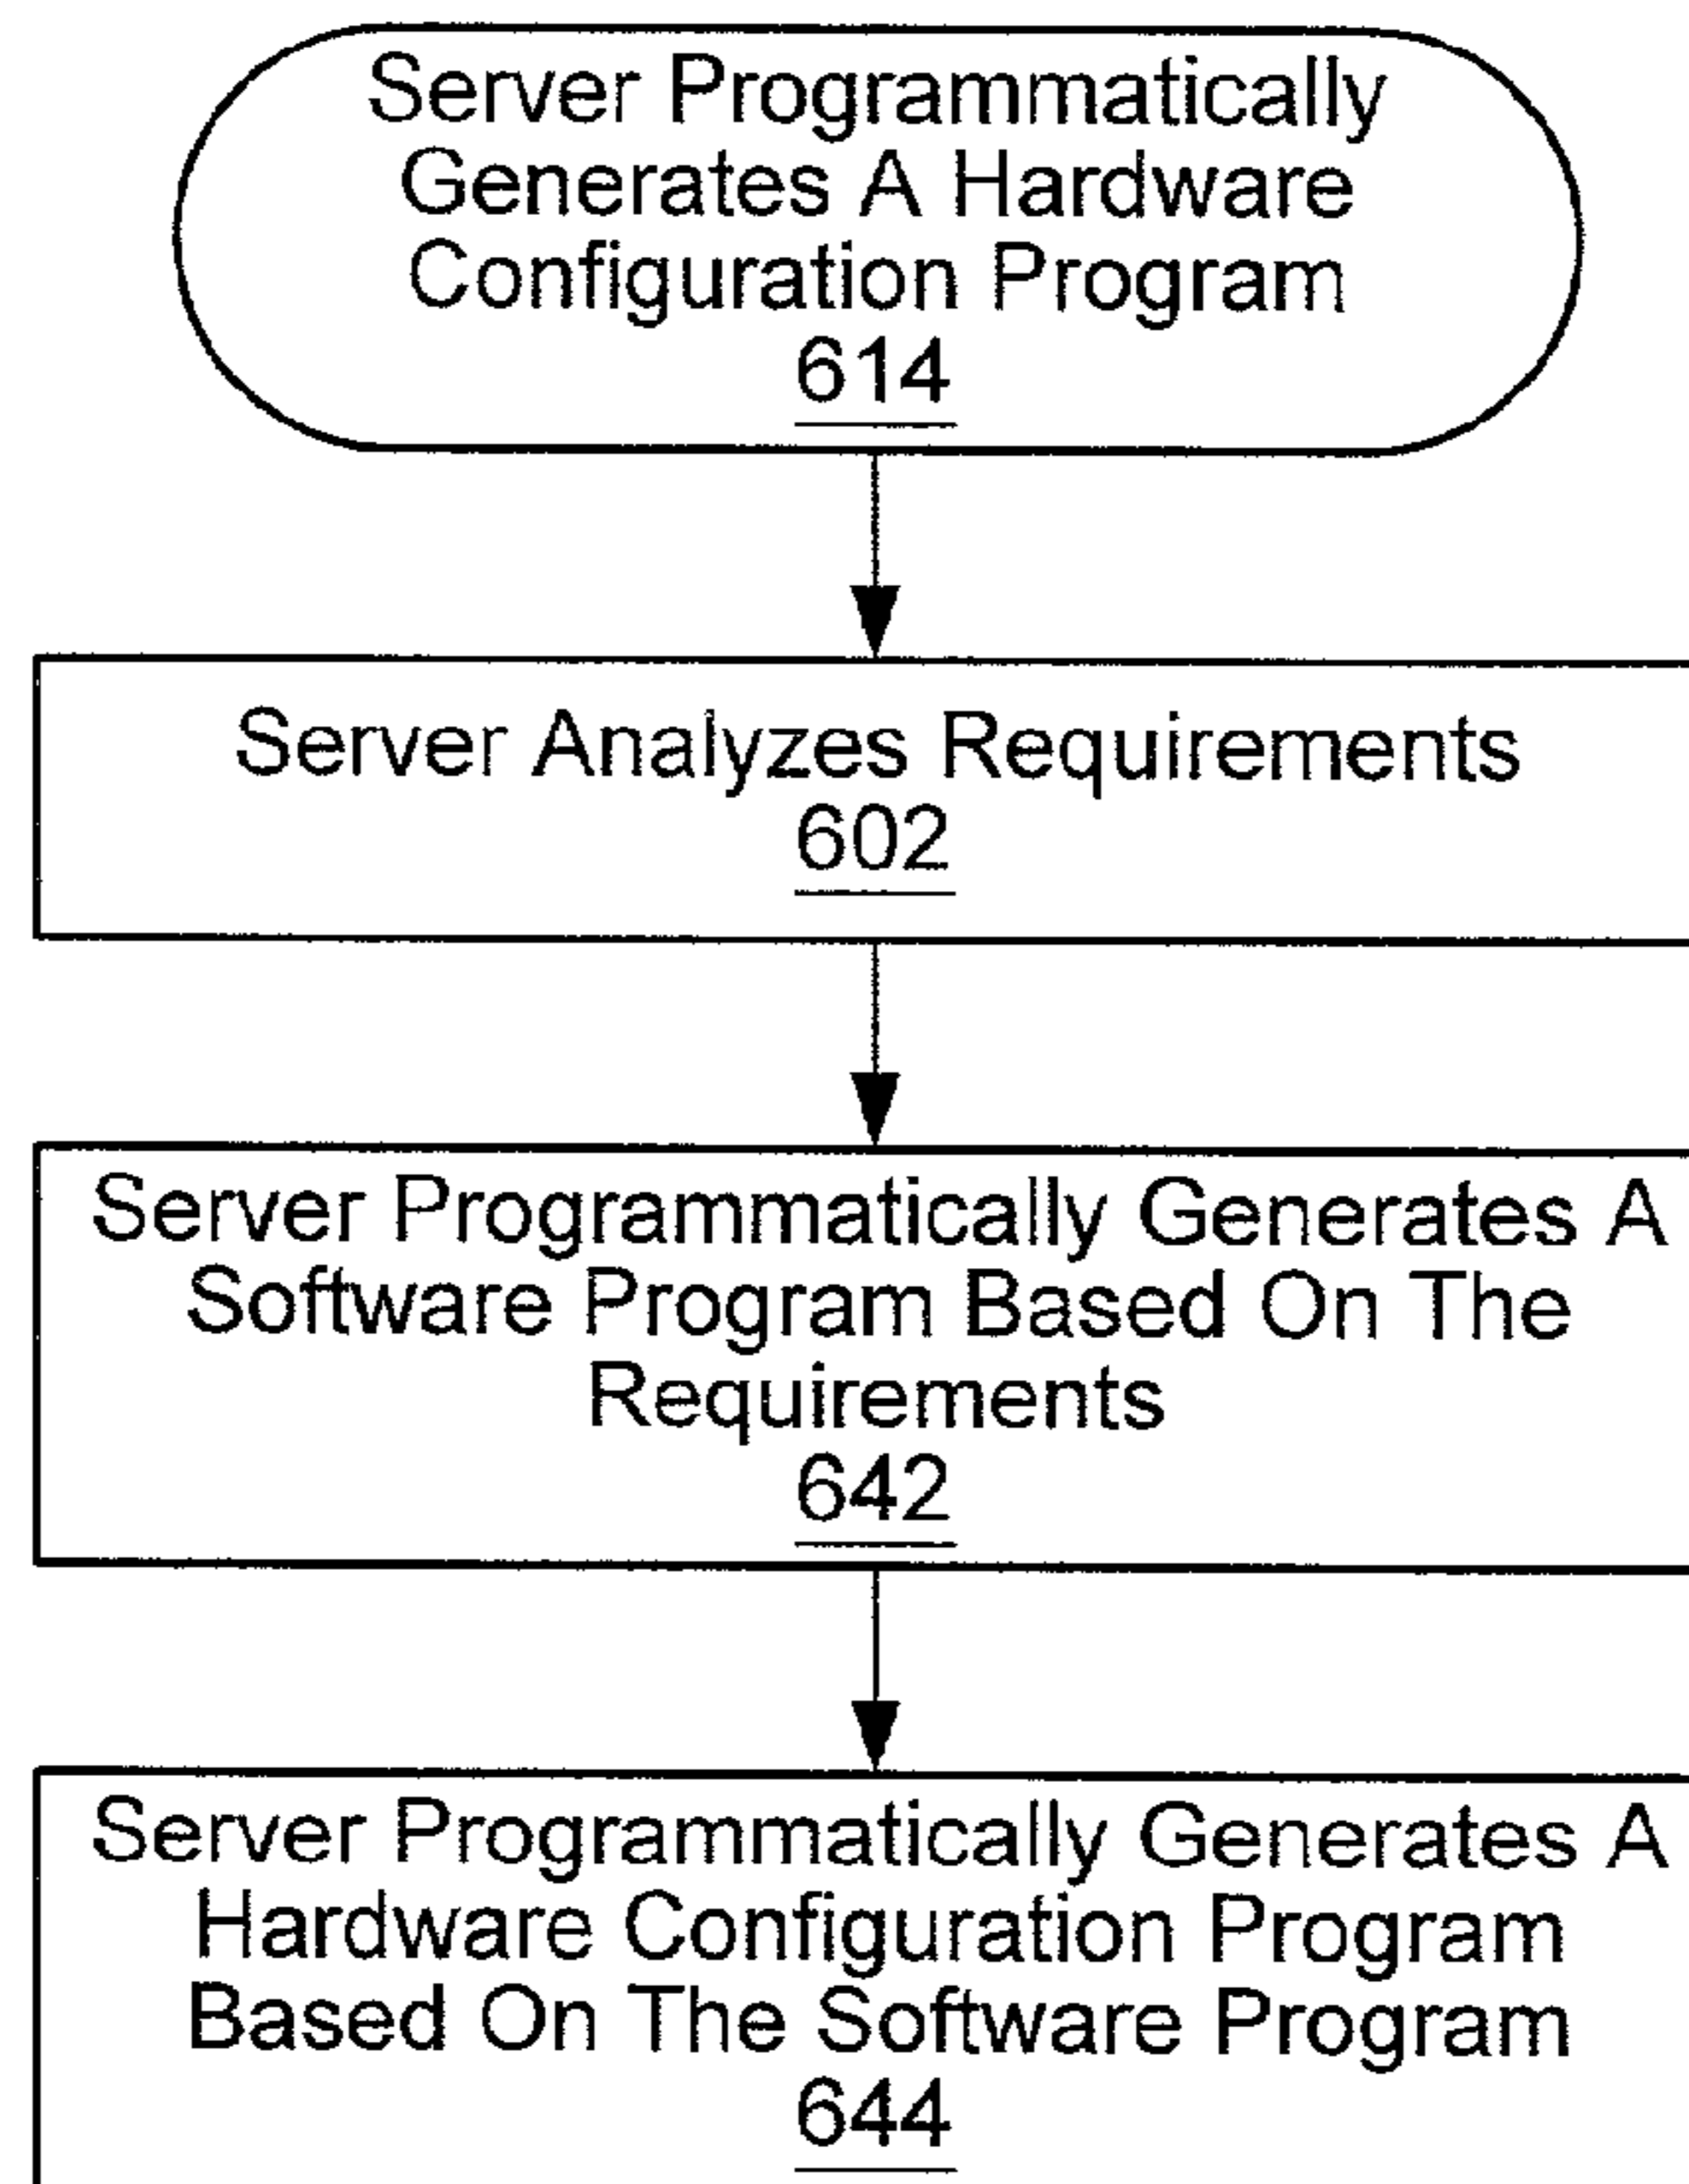 Server Programmatically
Generates A Hardware
Configuration Program
614
Server Analyzes Requirements
602
Server Programmatically Generates A
Software Program Based On The
Requirements
642
Server Programmatically Generates A
Hardware Configuration Program
Based On The Software Program
644